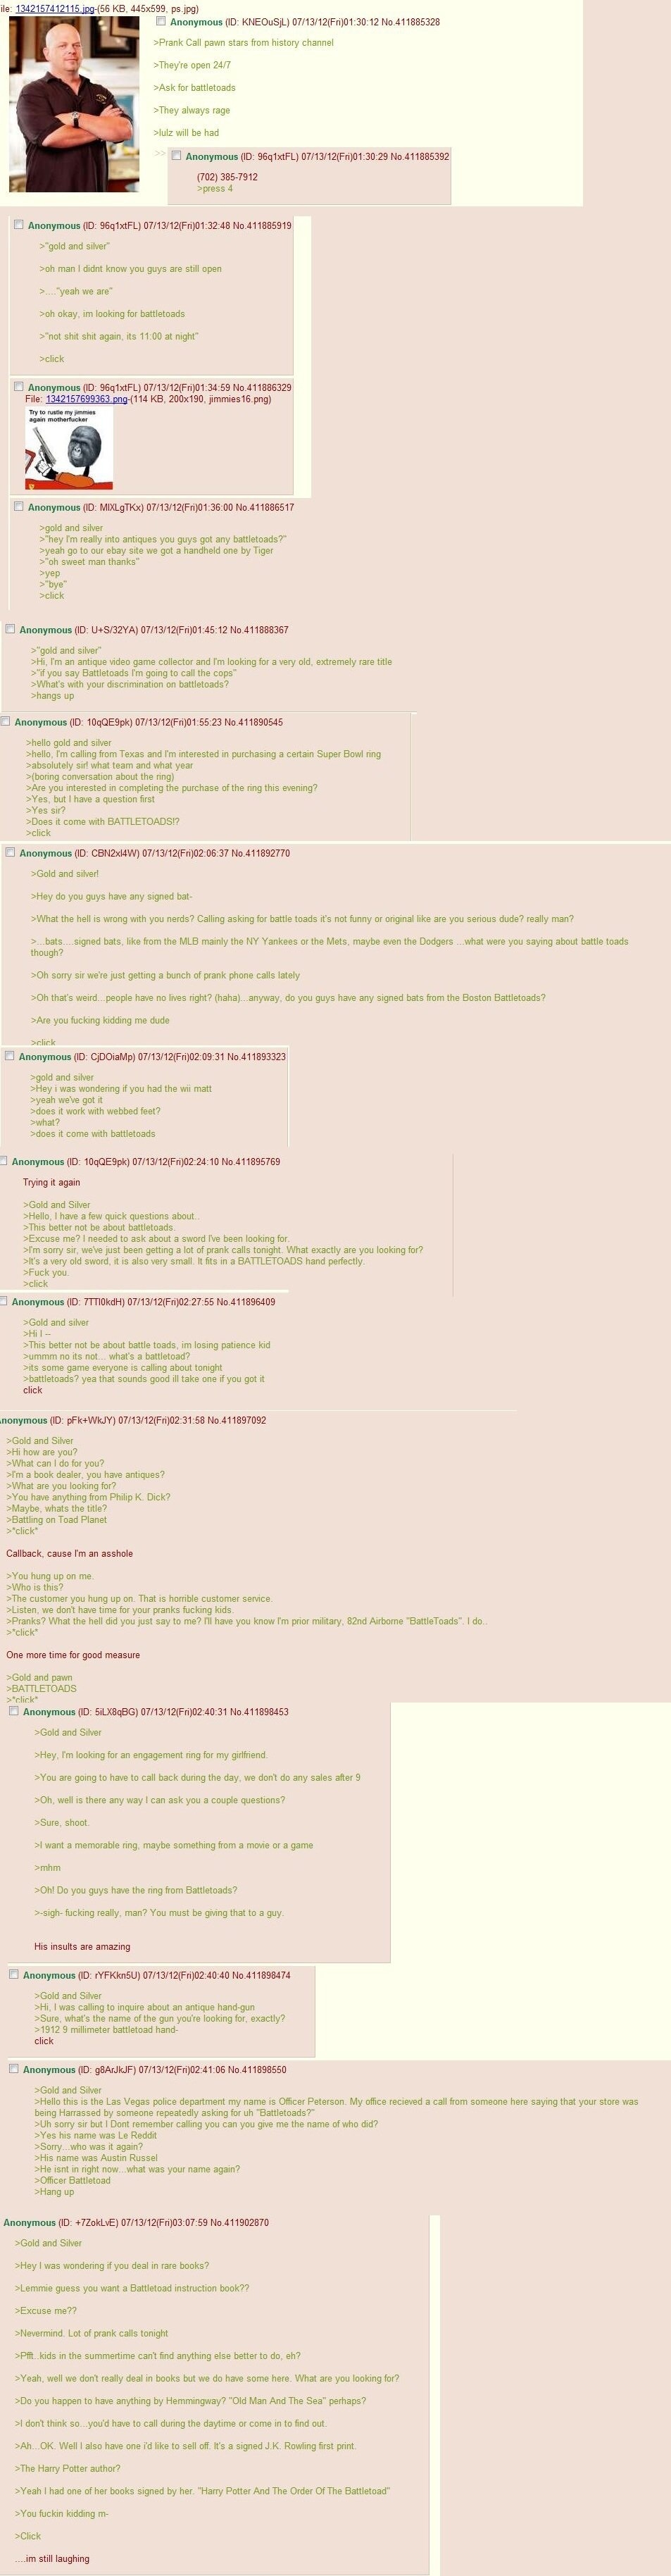 ile: 1342157412115.jpg-(56 KB, 445x599, ps.jpg)
Anonymous (ID: KNEOuSjL) 07/13/12(Fri)01:30:12 No.411885328
>Prank Call pawn stars from history channel
>They're open 24/7
>Ask for battletoads
>They always rage
>lulz will be had
>> Anonymous (ID: 96q1xtFL) 07/13/12(Fri)01:30:29 No.411885392
(702) 385-7912
>press 4
Anonymous (ID: 96q1xtFL) 07/13/12(Fri)01:32:48 No.411885919
>"gold and silver"
>oh man I didnt know you guys are still open
>...."yeah we are"
>oh okay, im looking for battletoads
>"not shit shit again, its 11:00 at night"
>click
Anonymous (ID: 96q1xtFL) 07/13/12(Fri)01:34:59 No.411886329
File: 1342157699363.png-(114 KB, 200x190, jimmies16.png)
Try to rustle my jimmies
again motherfucker
Anonymous (ID: MlXLgTKx) 07/13/12(Fri)01:36:00 No.411886517
>gold and silver
>"hey I'm really into antiques you guys got any battletoads?"
>yeah go to our ebay site we got a handheld one by Tiger
>"oh sweet man thanks"
>yep
>"bye"
>click
Anonymous (ID: U+S/32YA) 07/13/12(Fri)01:45:12 No.411888367
>"gold and silver"
>Hi, I'm an antique video game collector and I'm looking for a very old, extremely rare title
>"if you say Battletoads I'm going to call the cops"
>What's with your discrimination on battletoads?
>hangs up
Anonymous (ID: 10qQE9pk) 07/13/12(Fri)01:55:23 No.411890545
>hello gold and silver
>hello, I'm calling from Texas and I'm interested in purchasing a certain Super Bowl ring
>absolutely sir! what team and what year
>(boring conversation about the ring)
>Are you interested in completing the purchase of the ring this evening?
>Yes, but I have a question first
>Yes sir?
>Does it come with BATTLETOADS!?
>click
Anonymous (ID: CBN2xl4W) 07/13/12(Fri)02:06:37 No.411892770
>Gold and silver!
>Hey do you guys have any signed bat-
>What the hell is wrong with you nerds? Calling asking for battle toads it's not funny or original like are you serious dude? really man?
>...bats....signed bats, like from the MLB mainly the NY Yankees or the Mets, maybe even the Dodgers ...what were you saying about battle toads
though?
>Oh sorry sir we're just getting a bunch of prank phone calls lately
>Oh that's weird...people have no lives right? (haha)...anyway, do you guys have any signed bats from the Boston Battletoads?
>Are you fucking kidding me dude
>click
Anonymous (ID: CjDOiaMp) 07/13/12(Fri)02:09:31 No.411893323
>gold and silver
>Hey i was wondering if you had the wii matt
>yeah we've got it
>does it work with webbed feet?
>what?
>does it come with battletoads
Anonymous (ID: 10qQE9pk) 07/13/12(Fri)02:24:10 No.411895769
Trying it again
>Gold and Silver
>Hello, I have a few quick questions about..
>This better not be about battletoads.
>Excuse me? I needed to ask about a sword I've been looking for.
>I'm sorry sir, we've just been getting a lot of prank calls tonight. What exactly are you looking for?
>It's a very old sword, it is also very small. It fits in a BATTLETOADS hand perfectly.
>Fuck you.
>click
Anonymous (ID: 7TTl0kdH) 07/13/12(Fri)02:27:55 No.411896409
>Gold and silver
>Hi I --
>This better not be about battle toads, im losing patience kid
>ummm no its not... what's a battletoad?
>its some game everyone is calling about tonight
>battletoads? yea that sounds good ill take one if you got it
click
Anonymous (ID: pFk+WkJY) 07/13/12(Fri)02:31:58 No.411897092
>Gold and Silver
>Hi how are you?
>What can I do for you?
>I'm a book dealer, you have antiques?
>What are you looking for?
>You have anything from Philip K. Dick?
>Maybe, whats the title?
>Battling on Toad Planet
>*click*
Callback, cause I'm an asshole
>You hung up on me.
>Who is this?
>The customer you hung up on. That is horrible customer service.
>Listen, we don't have time for your pranks fucking kids.
>Pranks? What the hell did you just say to me? I'll have you know I'm prior military, 82nd Airborne "BattleToads". I do..
>*click*
One more time for good measure
>Gold and pawn
>BATTLETOADS
>*click*
Anonymous (ID: 5iLX8qBG) 07/13/12(Fri)02:40:31 No.411898453
>Gold and Silver
>Hey, I'm looking for an engagement ring for my girlfriend.
>You are going to have to call back during the day, we don't do any sales after 9
>Oh, well is there any way I can ask you a couple questions?
>Sure, shoot.
>I want a memorable ring, maybe something from a movie or a game
>mhm
>Oh! Do you guys have the ring from Battletoads?
>-sigh- fucking really, man? You must be giving that to a guy.
His insults are amazing
Anonymous (ID: rYFKkn5U) 07/13/12(Fri)02:40:40 No.411898474
>Gold and Silver
>Hi, I was calling to inquire about an antique hand-gun
>Sure, what's the name of the gun you're looking for, exactly?
>1912 9 millimeter battletoad hand-
click
Anonymous (ID: g8ArJkJF) 07/13/12(Fri)02:41:06 No.411898550
>Gold and Silver
>Hello this is the Las Vegas police department my name is Officer Peterson. My office recieved a call from someone here saying that your store was
being Harrassed by someone repeatedly asking for uh "Battletoads?"
>Uh sorry sir but I Dont remember calling you can you give me the name of who did?
>Yes his name was Le Reddit
>Sorry...who was it again?
>His name was Austin Russel
>He isnt in right now...what was your name again?
>Officer Battletoad
>Hang up
Anonymous (ID: +7ZokLvE) 07/13/12(Fri)03:07:59 No.411902870
>Gold and Silver
>Hey I was wondering if you deal in rare books?
>Lemmie guess you want a Battletoad instruction book??
>Excuse me??
>Nevermind. Lot of prank calls tonight
>Pfft..kids in the summertime can't find anything else better to do, eh?
>Yeah, well we don't really deal in books but we do have some here. What are you looking for?
>Do you happen to have anything by Hemmingway? "Old Man And The Sea" perhaps?
>I don't think so...you'd have to call during the daytime or come in to find out.
>Ah...OK. Well I also have one i'd like to sell off. It's a signed J.K. Rowling first print.
>The Harry Potter author?
>Yeah I had one of her books signed by her. "Harry Potter And The Order Of The Battletoad"
>You fuckin kidding m-
>Click
....im still laughing